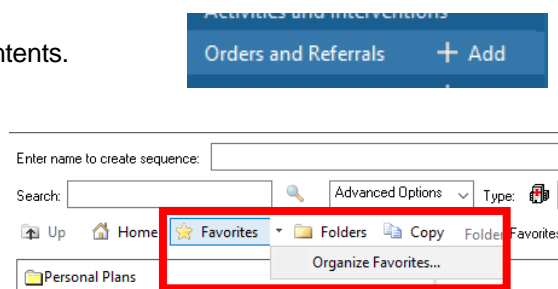 Activities and Interventions
ntents.
Orders and Referrals + Add
Enter name to create sequence:
Search: Advanced Options Type:
Up Home Favorites Folders Copy Folder Favorites
Organize Favorites...
Personal Plans